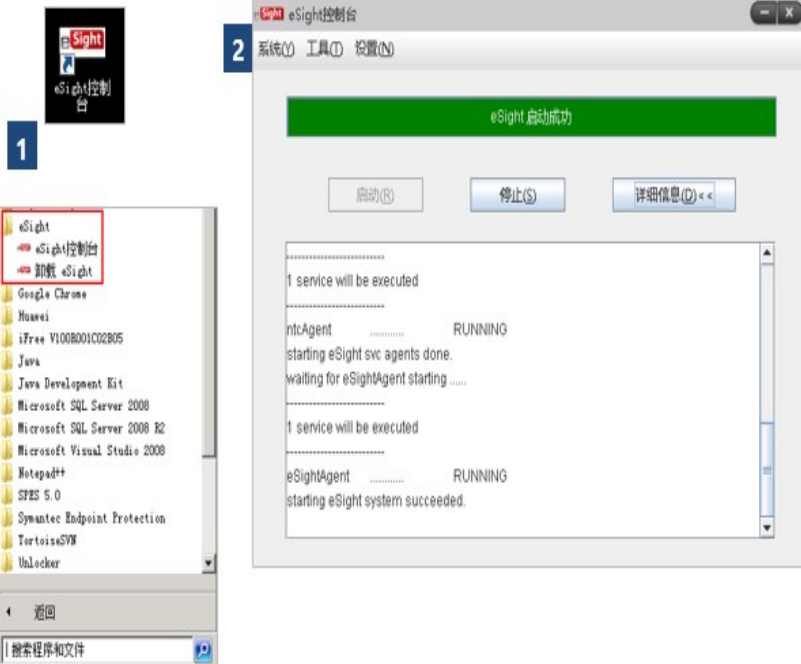 eSight
eSight控制
台
1
eSight
eSight控制台
卸载 eSight
Google Chrome
Huawei
iFree V100R001C02B05
Java
Java Development Kit
Microsoft SQL Server 2008
Microsoft SQL Server 2008 R2
Microsoft Visual Studio 2008
Notepad++
SPES 5.0
Symantec Endpoint Protection
TortoiseSVN
Unlocker
返回
搜索程序和文件
2
eSight eSight控制台
系统(Y) 工具(T) 设置(N)
eSight 启动成功
启动(R) 停止(S) 详细信息(D) < <
------------------------
1 service will be executed
------------------------
ntcAgent ............ RUNNING
starting eSight svc agents done.
waiting for eSightAgent starting ......
------------------------
1 service will be executed
------------------------
eSightAgent ............ RUNNING
starting eSight system succeeded.